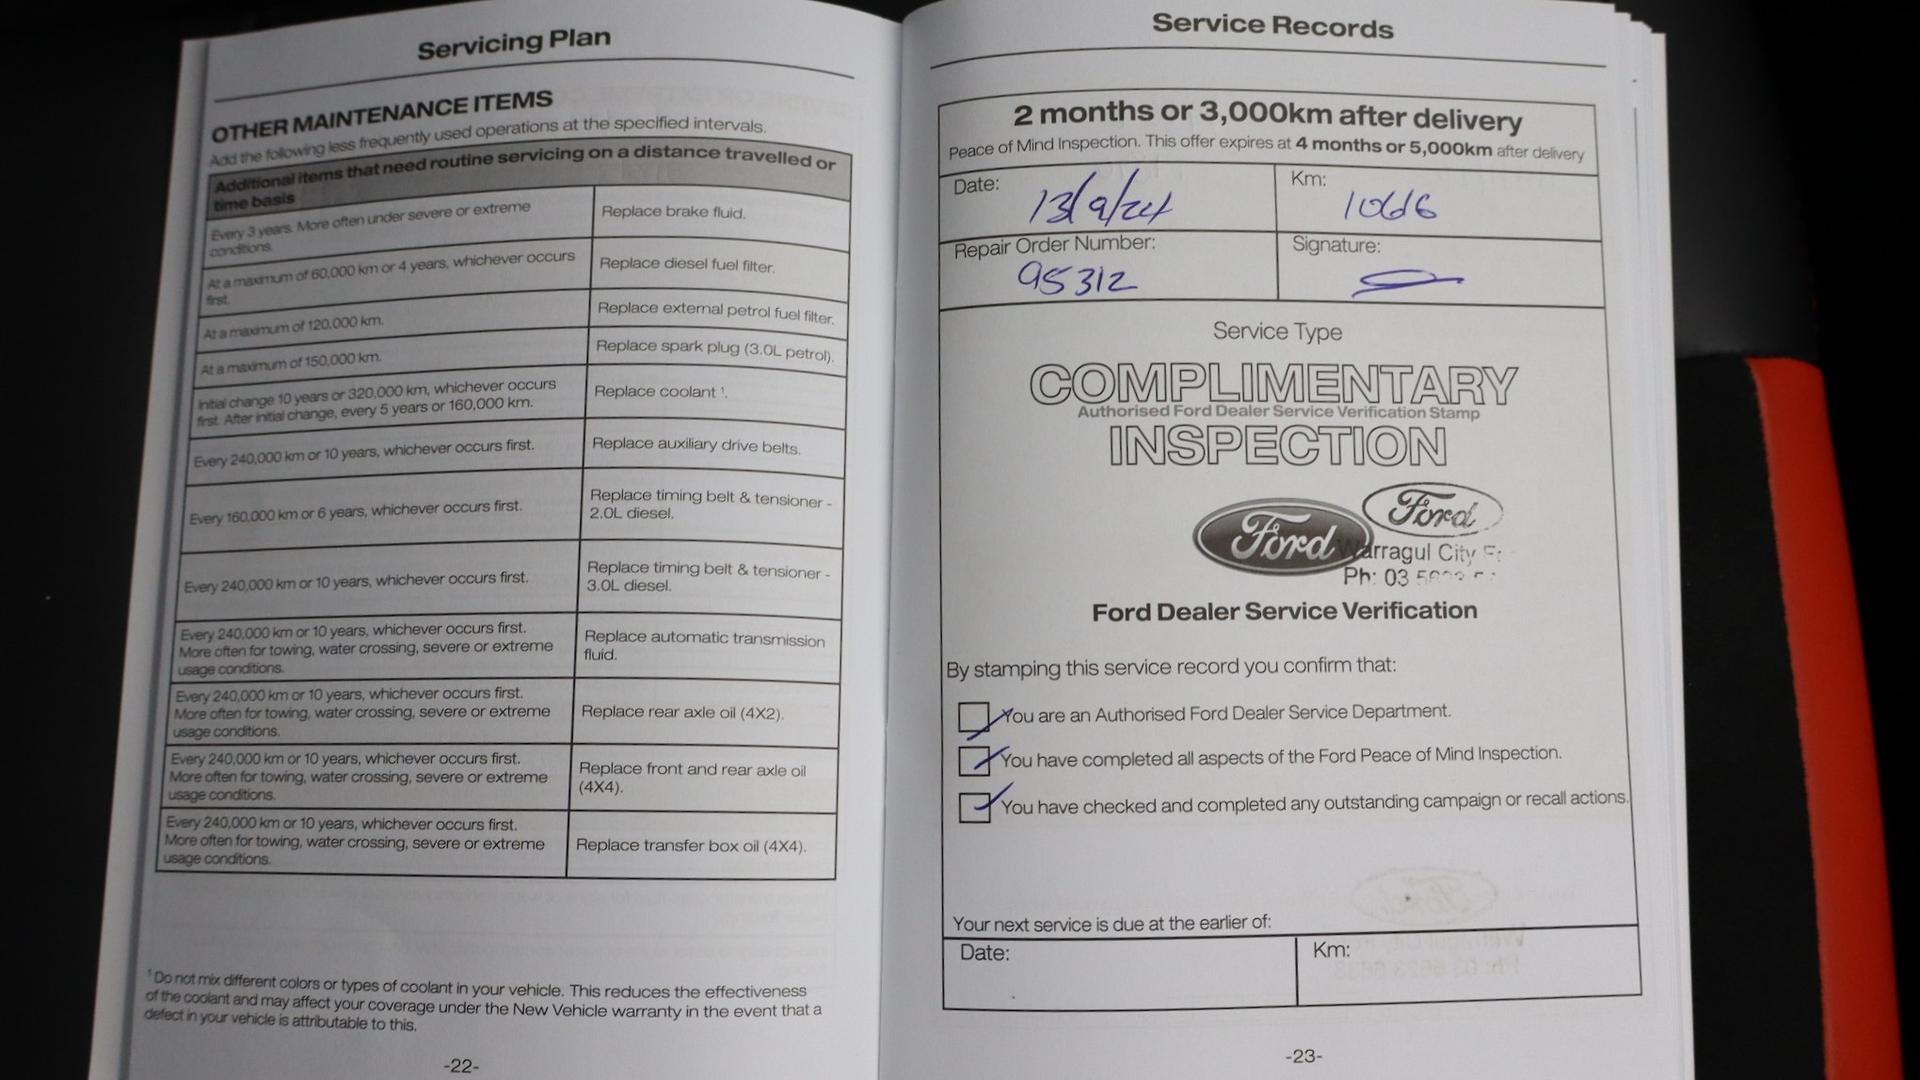 Servicing Plan
OTHER MAINTENANCE ITEMS
Add the following less frequently used operations at the specified intervals.
Additional items that need routine servicing on a distance travelled or
time basis
Every 3 years. More often under severe or extreme
conditions.
Replace brake fluid.
At a maximum of 60,000 km or 4 years, whichever occurs
first.
Replace diesel fuel filter.
At a maximum of 120,000 km.
Replace external petrol fuel filter.
At a maximum of 150,000 km.
Replace spark plug (3.0L petrol).
Initial change 10 years or 320,000 km, whichever occurs
first. After initial change, every 5 years or 160,000 km.
Replace coolant ¹.
Every 240,000 km or 10 years, whichever occurs first.
Replace auxiliary drive belts.
Every 160,000 km or 6 years, whichever occurs first.
Replace timing belt & tensioner -
2.0L diesel.
Every 240,000 km or 10 years, whichever occurs first.
Replace timing belt & tensioner -
3.0L diesel.
Every 240,000 km or 10 years, whichever occurs first.
More often for towing, water crossing, severe or extreme
usage conditions.
Replace automatic transmission
fluid.
Every 240,000 km or 10 years, whichever occurs first.
More often for towing, water crossing, severe or extreme
usage conditions.
Replace rear axle oil (4X2).
Every 240,000 km or 10 years, whichever occurs first.
More often for towing, water crossing, severe or extreme
usage conditions.
Replace front and rear axle oil
(4X4).
Every 240,000 km or 10 years, whichever occurs first.
More often for towing, water crossing, severe or extreme
usage conditions.
Replace transfer box oil (4X4).
¹ Do not mix different colors or types of coolant in your vehicle. This reduces the effectiveness
of the coolant and may affect your coverage under the New Vehicle warranty in the event that a
defect in your vehicle is attributable to this.
-22-
Service Records
2 months or 3,000km after delivery
Peace of Mind Inspection. This offer expires at 4 months or 5,000km after delivery
Date:
13/9/24
Km:
1066
Repair Order Number:
95312
Signature:
Service Type
COMPLIMENTARY
Authorised Ford Dealer Service Verification Stamp
INSPECTION
Ford
Ford
Warragul City
Ph: 03
Ford Dealer Service Verification
By stamping this service record you confirm that:
You are an Authorised Ford Dealer Service Department.
You have completed all aspects of the Ford Peace of Mind Inspection.
You have checked and completed any outstanding campaign or recall actions.
Your next service is due at the earlier of:
Date:
Km:
-23-